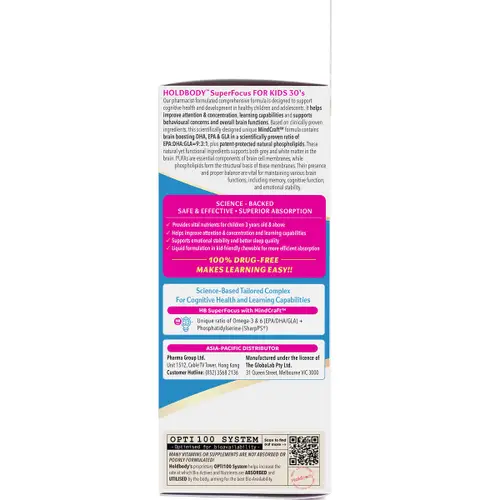 HOLDBODY™ SuperFocus FOR KIDS 30's
Our pharmacist-formulated comprehensive formula is designed to support
cognitive health and development in healthy children and adolescents. It helps
improve attention & concentration, learning capabilities and supports
behavioural concerns and overall brain functions. Based on clinically proven
ingredients, this scientifically designed unique MindCraft™ formula contains
brain boosting DHA, EPA & GLA in a scientifically proven ratio of
EPA:DHA:GLA=9:3:1, plus patent-protected natural phospholipids. These
natural yet functional ingredients supports both grey and white matter in the
brain. PUFAs are essential components of brain cell membranes, while
phospholipids form the structural basis of these membranes. Their presence
and proper balance are vital for maintaining various brain
functions, including memory, cognitive function,
and emotional stability.
SCIENCE - BACKED
SAFE & EFFECTIVE • SUPERIOR ABSORPTION
✓ Provides vital nutrients for children 3 years old & above
✓ Helps improve attention & concentration and learning capabilities
✓ Supports emotional stability and better sleep quality
✓ Liquid formulation in kid-friendly chewable for more efficient absorption
100% DRUG-FREE
MAKES LEARNING EASY!!
Science-Based Tailored Complex
For Cognitive Health and Learning Capabilities
HB SuperFocus with MindCraft™
Unique ratio of Omega-3 & 6 (EPA/DHA/GLA) +
Phosphatidylserine (SharpPS®)
ASIA-PACIFIC DISTRIBUTOR
Pharma Group Ltd.
Unit 1512, Cable TV Tower, Hong Kong
Customer Hotline: (852) 3568 2136
Manufactured under the licence of
The GlobeLab Pty Ltd.
31 Queen Street, Melbourne VIC 3000
OPTI100 SYSTEM
- Optimised for bioavailability -
Scan to find
out more
MANY VITAMINS OR SUPPLEMENTS ARE NOT ABSORBED OR
POORLY FORMULATED!
Holdbody's proprietary OPTI100 System helps increase the
rate at which the Actives and Nutrients are ABSORBED and
UTILISED by the body, aiming for the best Bio-Availability.